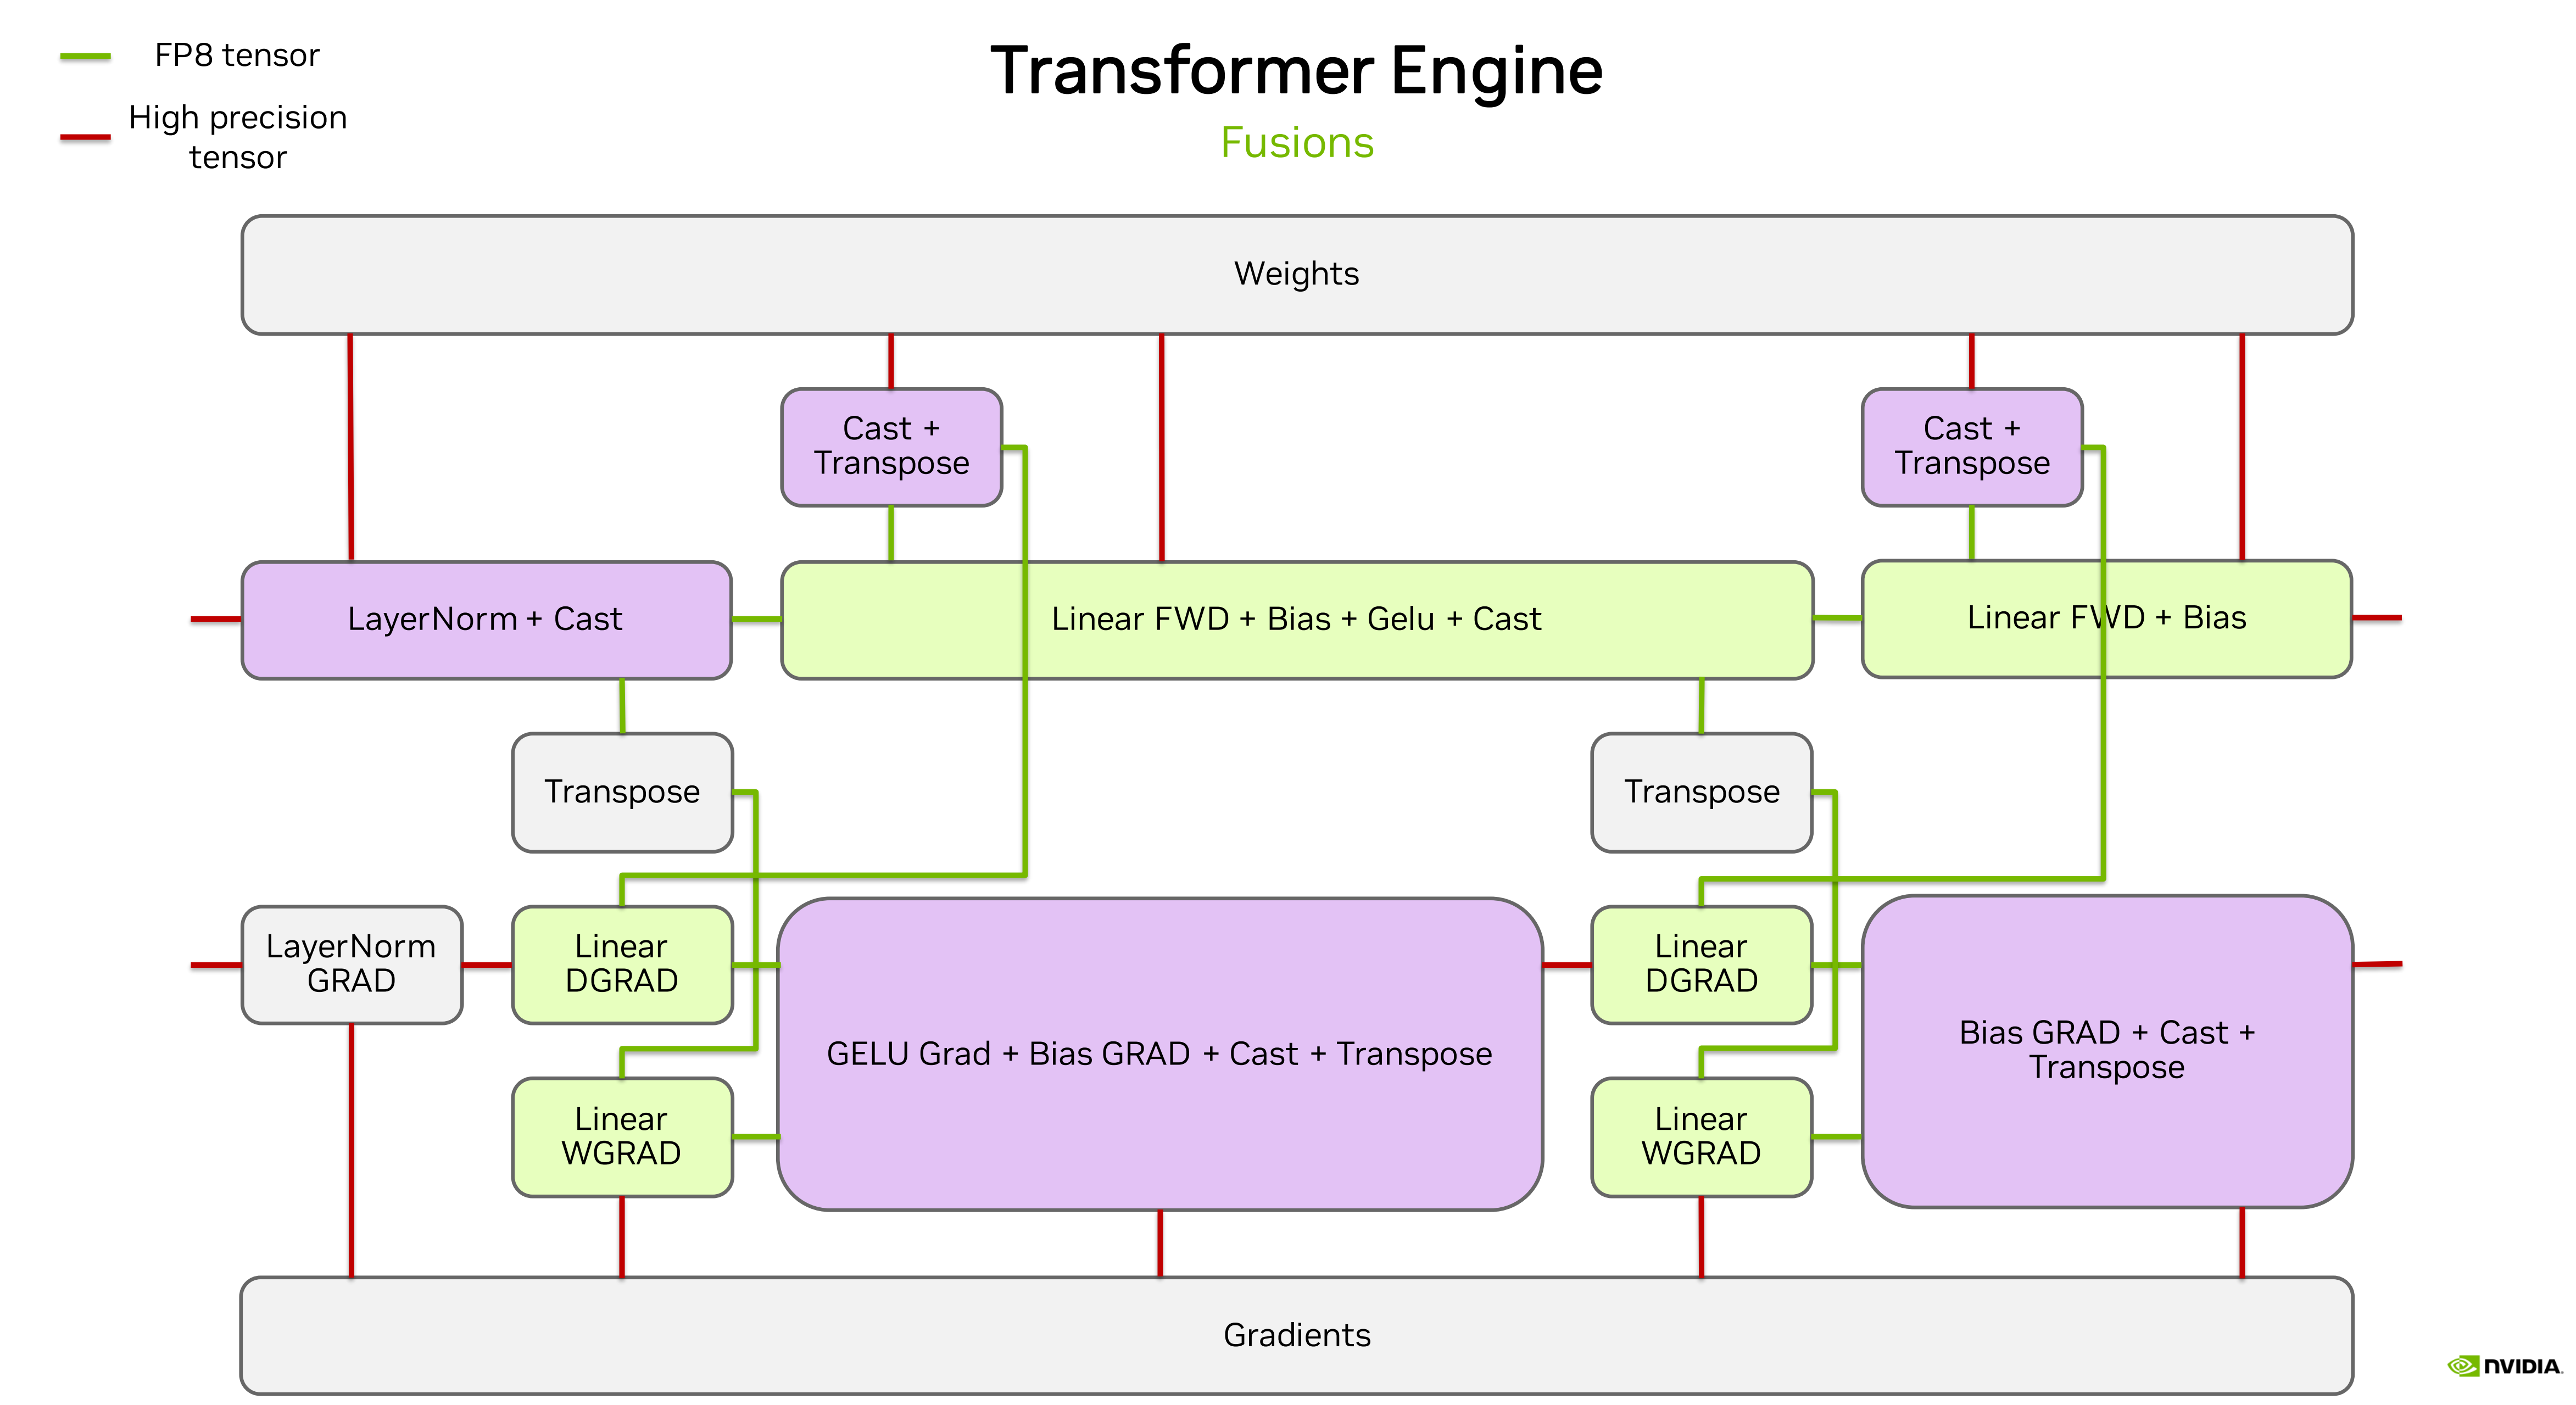 FP8 tensor
High precision
tensor
Transformer Engine
Fusions
Weights
Cast +
Transpose
Cast +
Transpose
LayerNorm + Cast
Linear FWD + Bias + Gelu + Cast
Linear FWD + Bias
Transpose
Transpose
LayerNorm
GRAD
Linear
DGRAD
Linear
WGRAD
GELU Grad + Bias GRAD + Cast + Transpose
Linear
DGRAD
Linear
WGRAD
Bias GRAD + Cast +
Transpose
Gradients
NVIDIA.